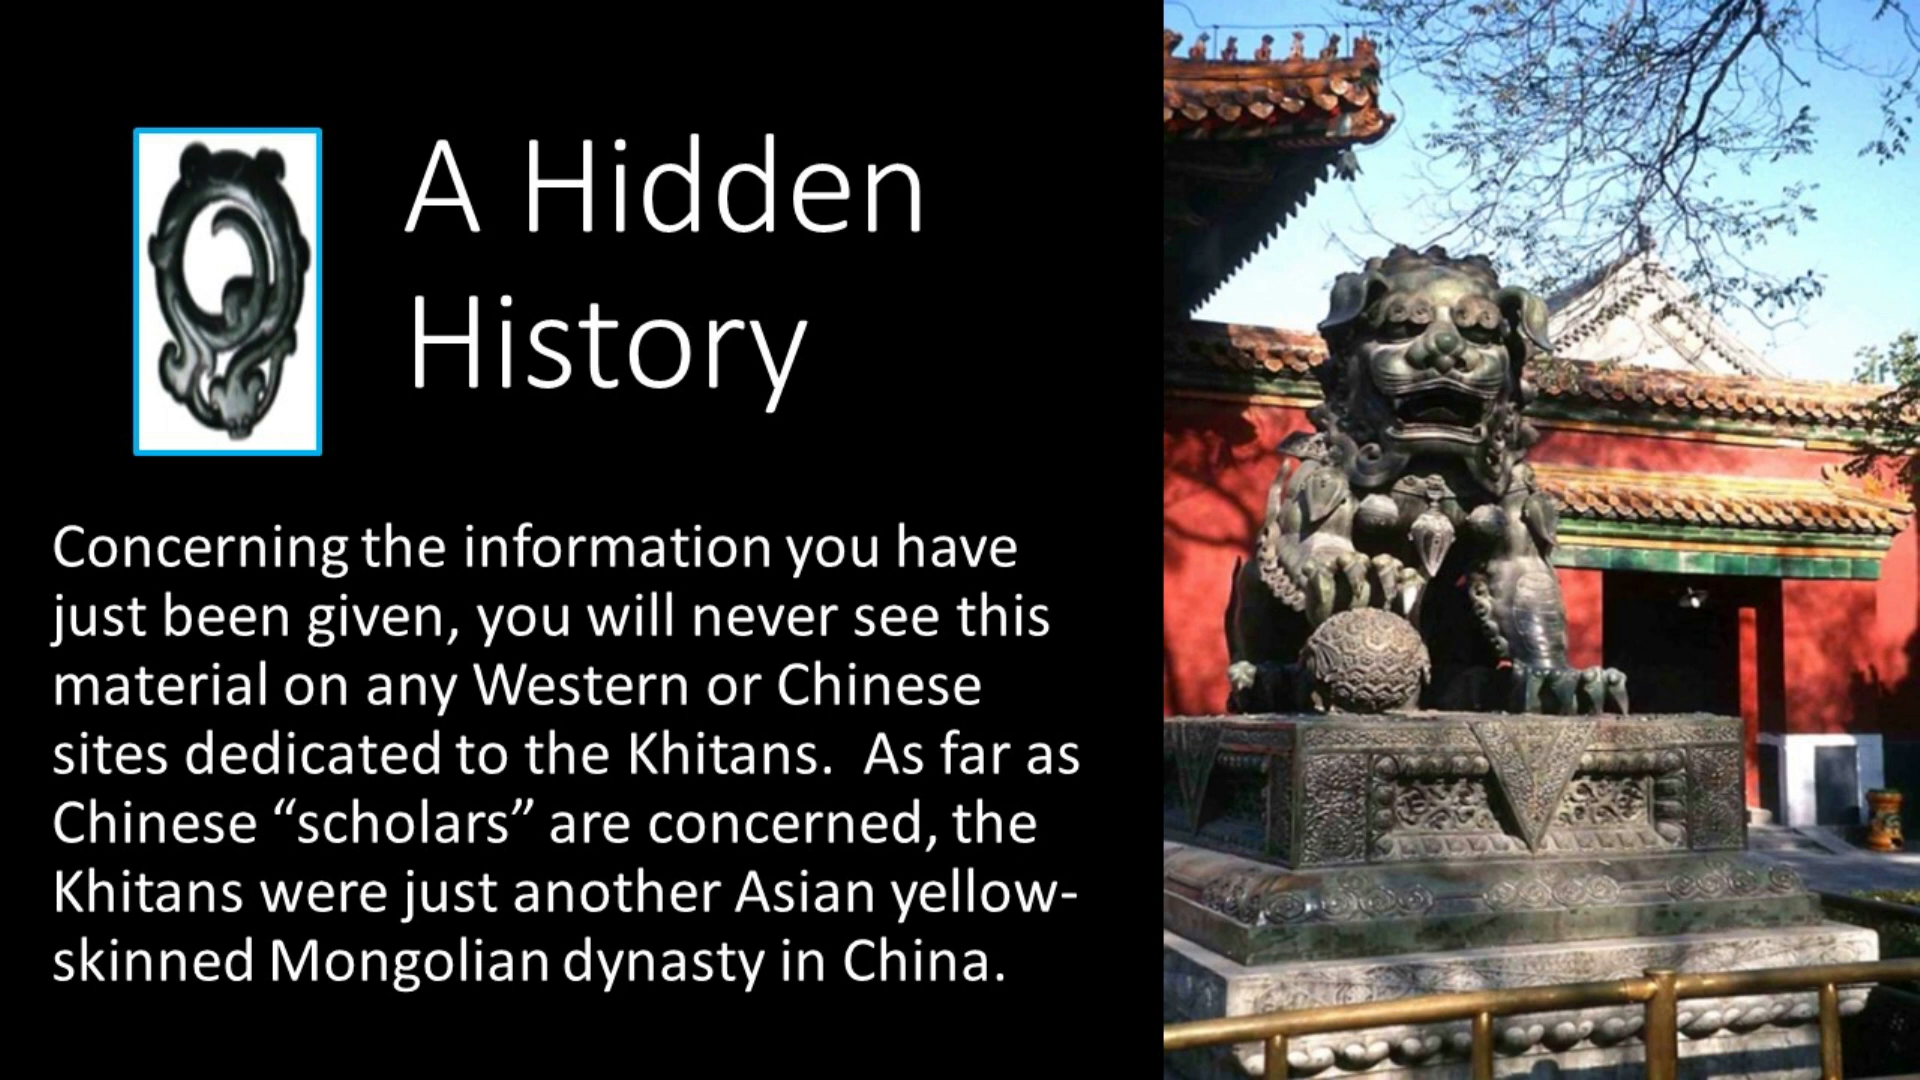 A Hidden
History
Concerning the information you have
just been given, you will never see this
material on any Western or Chinese
sites dedicated to the Khitans.  As far as
Chinese “scholars” are concerned, the
Khitans were just another Asian yellow-
skinned Mongolian dynasty in China.